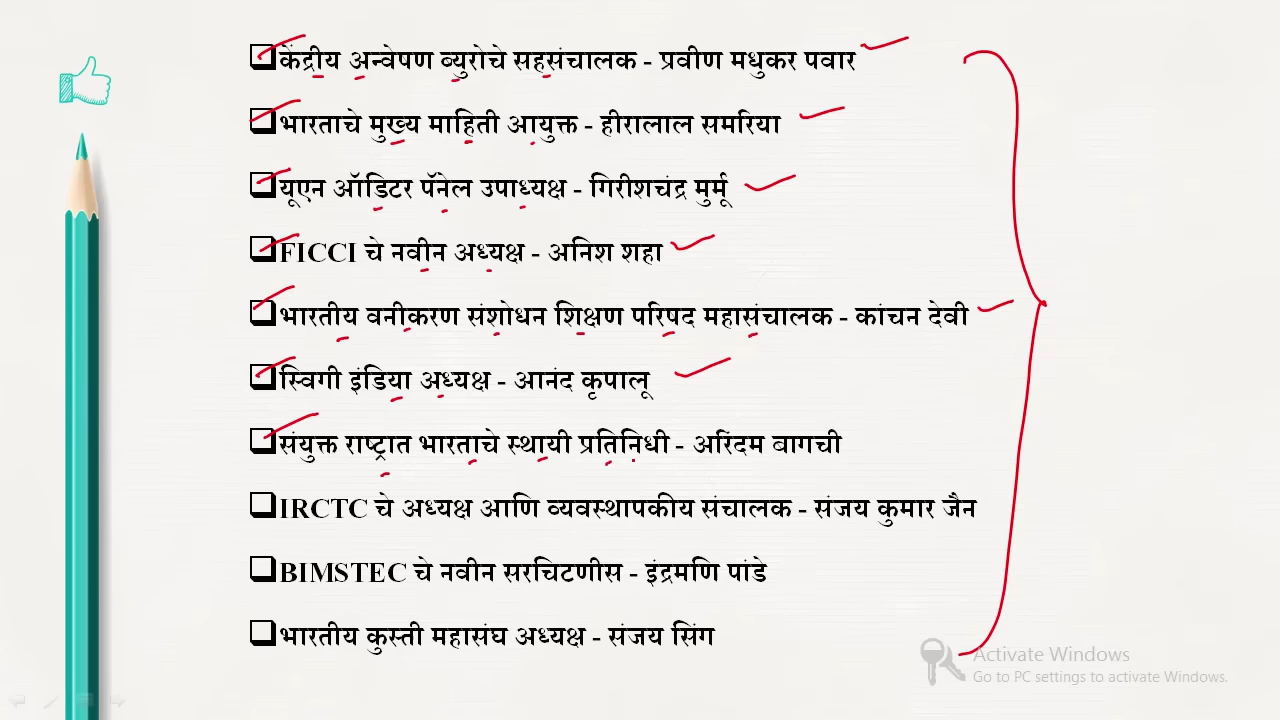 केंद्रीय अन्वेषण ब्युरोचे सहसंचालक - प्रवीण मधुकर पवार
भारताचे मुख्य माहिती आयुक्त - हीरालाल समरिया
यूएन ऑडिटर पॅनेल उपाध्यक्ष - गिरीशचंद्र मुर्मू
FICCI चे नवीन अध्यक्ष - अनिश शहा
भारतीय वनीकरण संशोधन शिक्षण परिषद महासंचालक - कांचन देवी
स्विगी इंडिया अध्यक्ष - आनंद कृपालू
संयुक्त राष्ट्रात भारताचे स्थायी प्रतिनिधी - अरिंदम बागची
IRCTC चे अध्यक्ष आणि व्यवस्थापकीय संचालक - संजय कुमार जैन
BIMSTEC चे नवीन सरचिटणीस - इंद्रमणि पांडे
भारतीय कुस्ती महासंघ अध्यक्ष - संजय सिंग
Activate Windows
Go to PC settings to activate Windows.